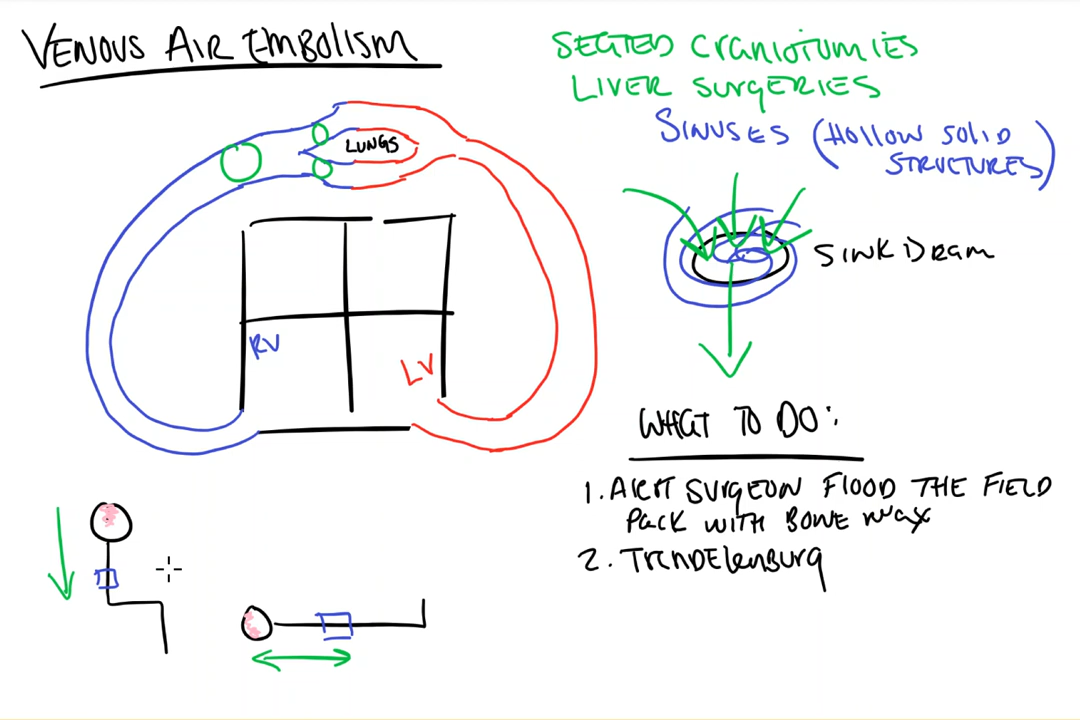 VENOUS AIR EMBOLISM
SEATED CRANIOTOMIES
LIVER SURGERIES
SINUSES (HOLLOW SOLID
STRUCTURES)
LUNGS
SINK DRAIN
RV
LV
WHAT TO DO:
1. ALERT SURGEON FLOOD THE FIELD
PACK WITH BONE WAX
2. TRENDELENBURG